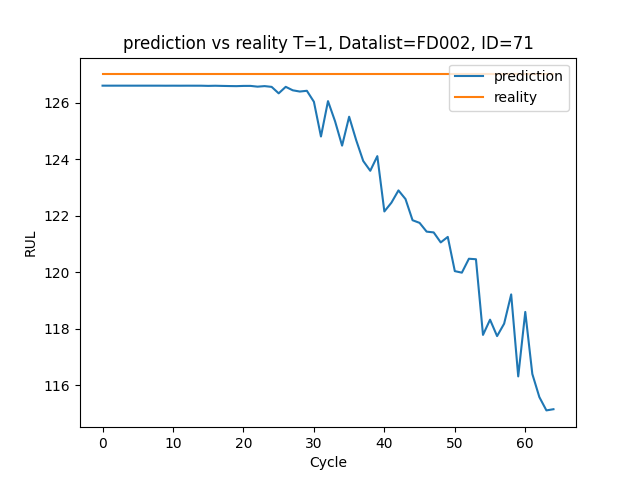 prediction vs reality T=1, Datalist=FD002, ID=71
prediction
reality
126
124
122
120
118
116
RUL
0 10 20 30 40 50 60
Cycle